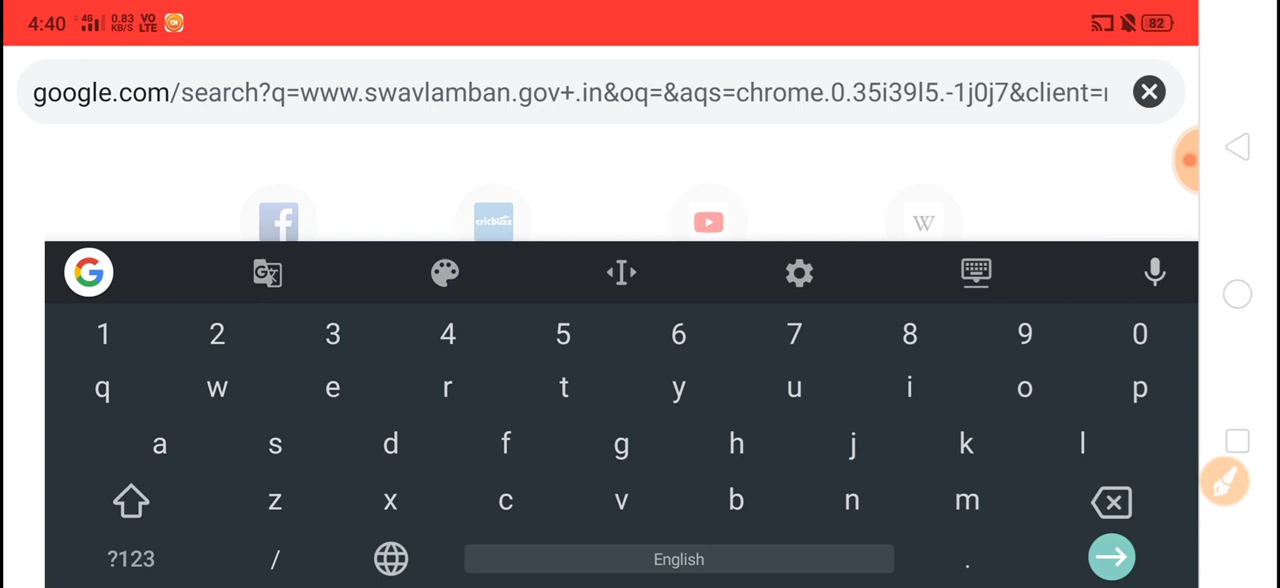 4:40 4G 0.83 KB/S VO LTE 82
google.com/search?q=www.swavlamban.gov+.in&oq=&aqs=chrome.0.35i39l5.-1j0j7&client=
f cricbuzz W
G G
1 2 3 4 5 6 7 8 9 0
q w e r t y u i o p
a s d f g h j k l
z x c v b n m
?123 / English .